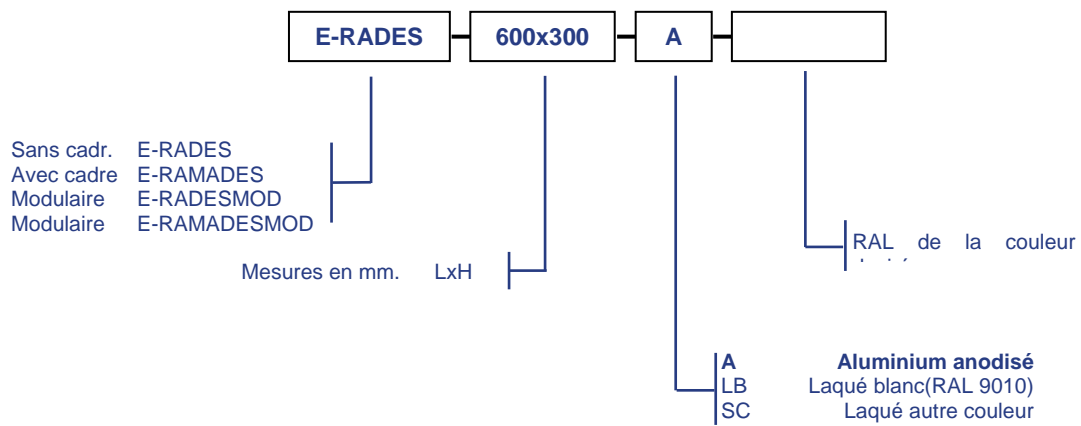 E-RADES 600x300 A
Sans cadr. E-RADES
Avec cadre E-RAMADES
Modulaire E-RADESMOD
Modulaire E-RAMADESMOD
RAL de la couleur
Mesures en mm. LxH
A Aluminium anodisé
LB Laqué blanc(RAL 9010)
SC Laqué autre couleur